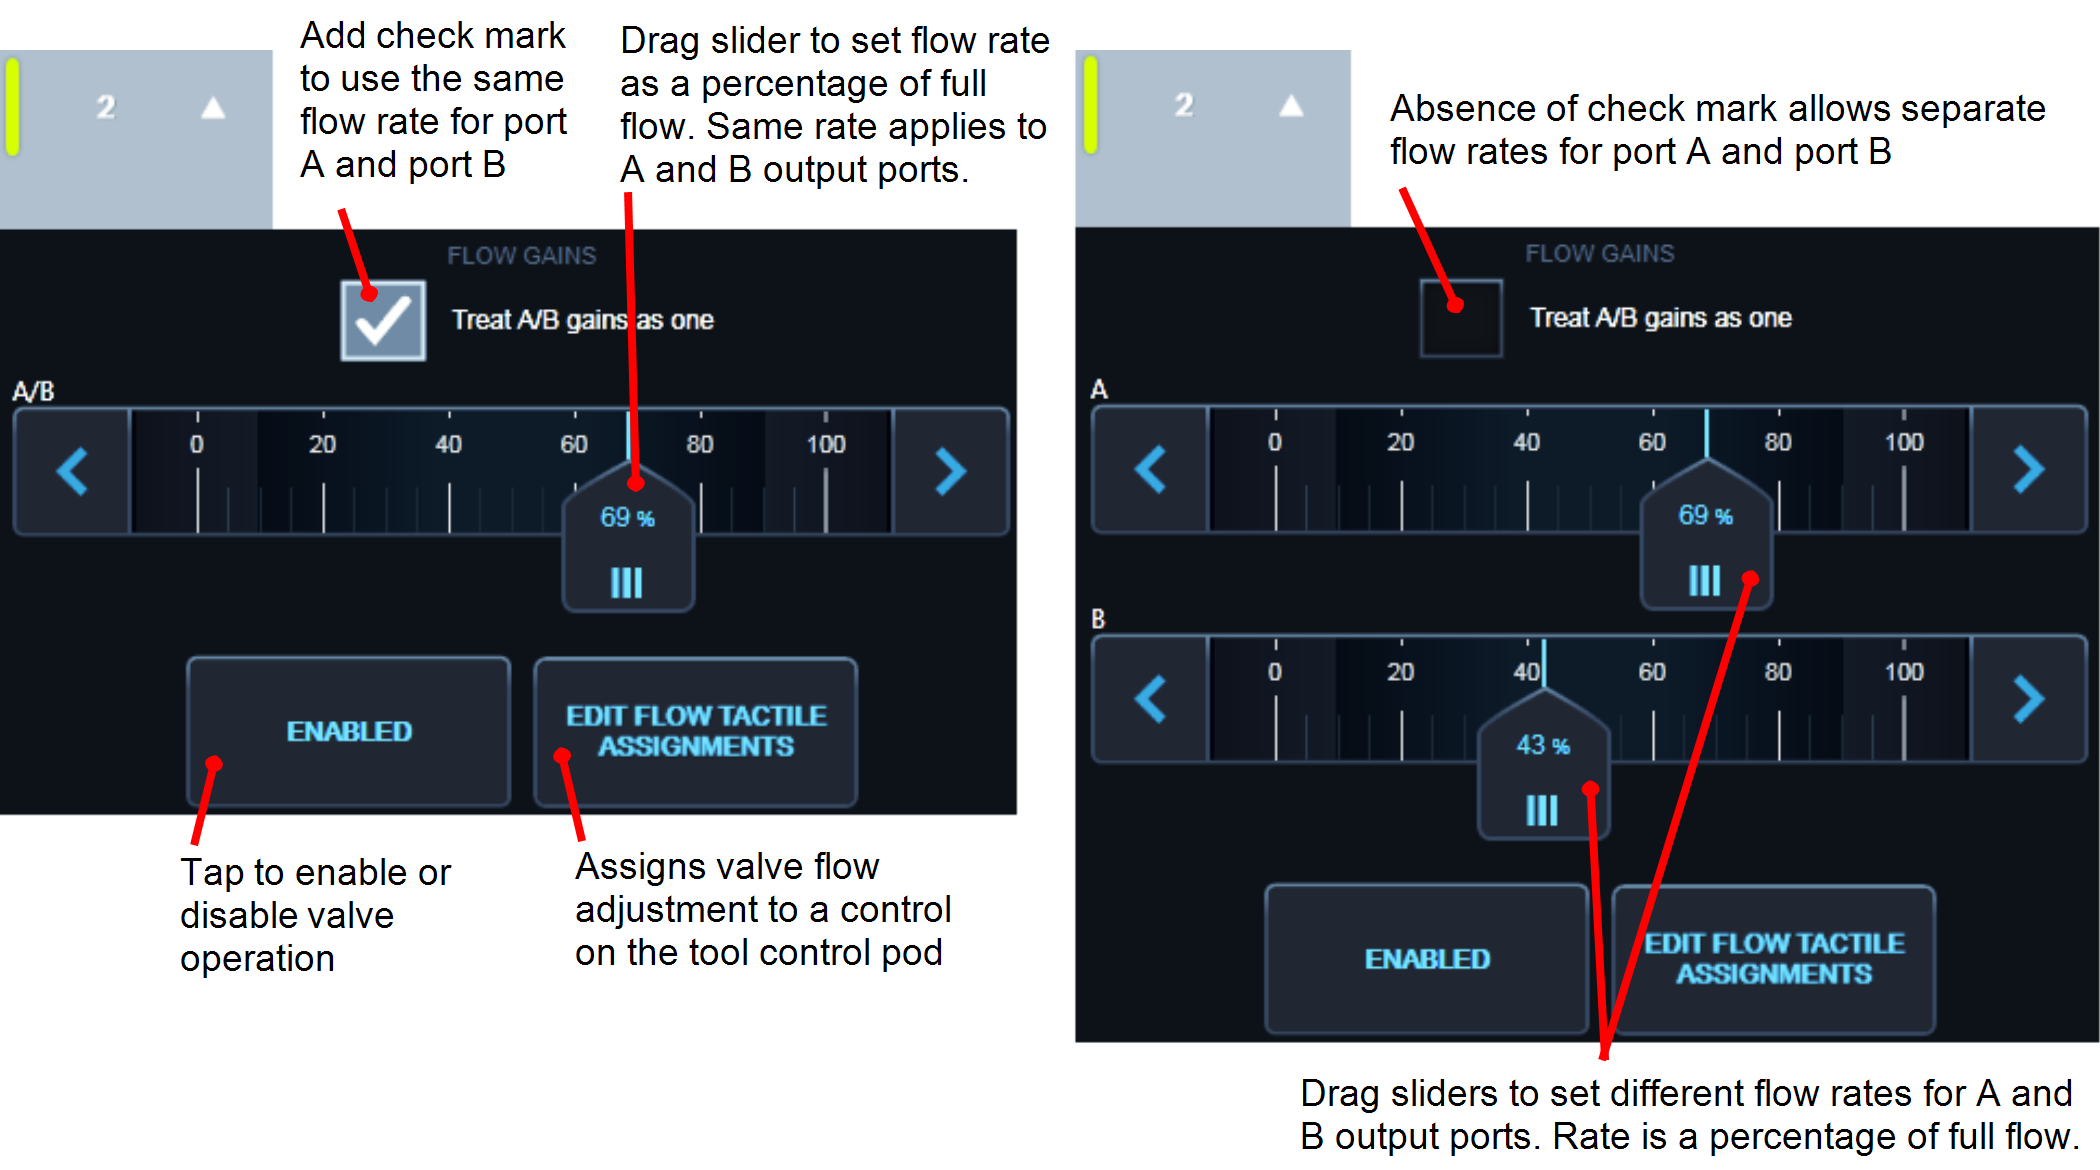 Add check mark
to use the same
flow rate for port
A and port B
Drag slider to set flow rate
as a percentage of full
flow. Same rate applies to
A and B output ports.
2
FLOW GAINS
Treat A/B gains as one
A/B
0 20 40 60 80 100
69 %
ENABLED
EDIT FLOW TACTILE
ASSIGNMENTS
Tap to enable or
disable valve
operation
Assigns valve flow
adjustment to a control
on the tool control pod
2
Absence of check mark allows separate
flow rates for port A and port B
FLOW GAINS
Treat A/B gains as one
A
0 20 40 60 80 100
69 %
B
0 20 40 60 80 100
43 %
ENABLED
EDIT FLOW TACTILE
ASSIGNMENTS
Drag sliders to set different flow rates for A and
B output ports. Rate is a percentage of full flow.